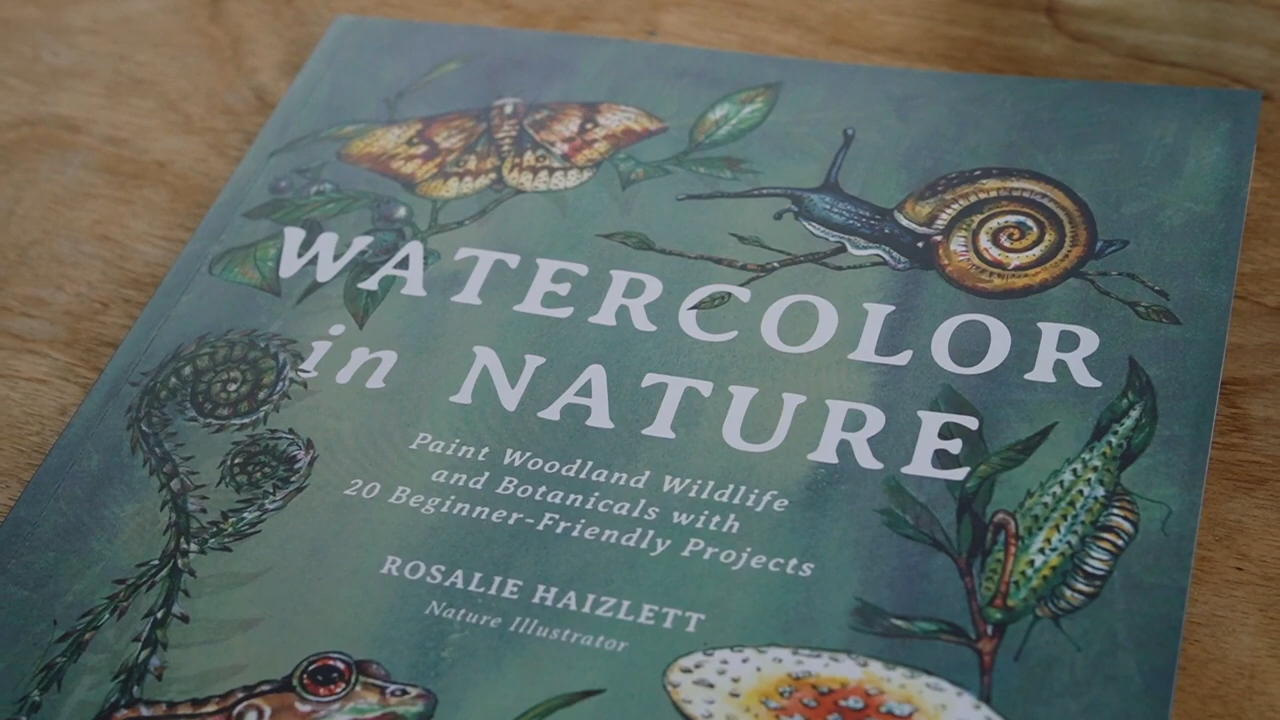 WATERCOLOR
in NATURE
Paint Woodland Wildlife
and Botanicals with
20 Beginner-Friendly Projects
ROSALIE HAIZLETT
Nature Illustrator